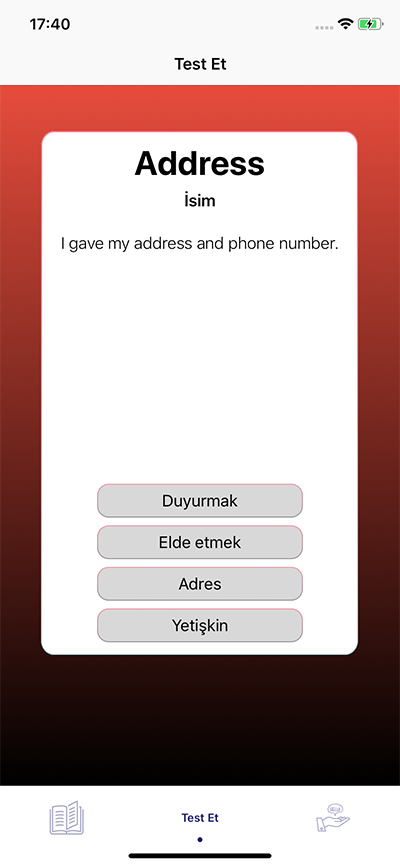 17:40
Test Et
Address
İsim
I gave my address and phone number.
Duyurmak
Elde etmek
Adres
Yetişkin
Test Et